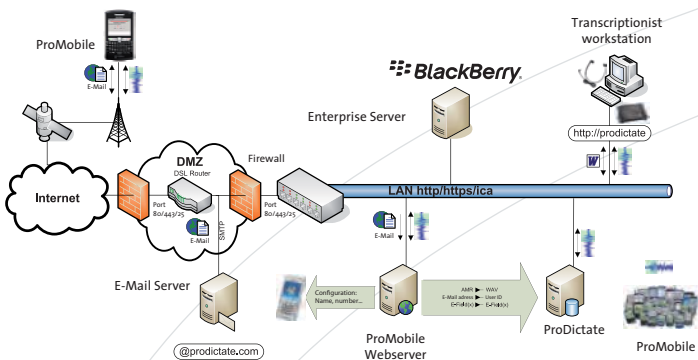 ProMobile
E-Mail
Internet
DMZ
DSL Router
Firewall
Port
80/443/25
Port
80/443/25
E-Mail
SMTP
E-Mail Server
@prodictate.com
BlackBerry.
Enterprise Server
Transcriptionist
workstation
http://prodictate
W
LAN http/https/ica
E-Mail
Configuration:
Name, number...
AMR ► WAV
E-Mail adress ► User ID
E-Field(x) ► E-Field(x)
ProMobile
Webserver
ProDictate
ProMobile